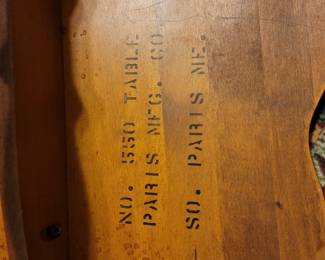 NO. 550 TABLE
PARIS MFG. CO
SO. PARIS ME.